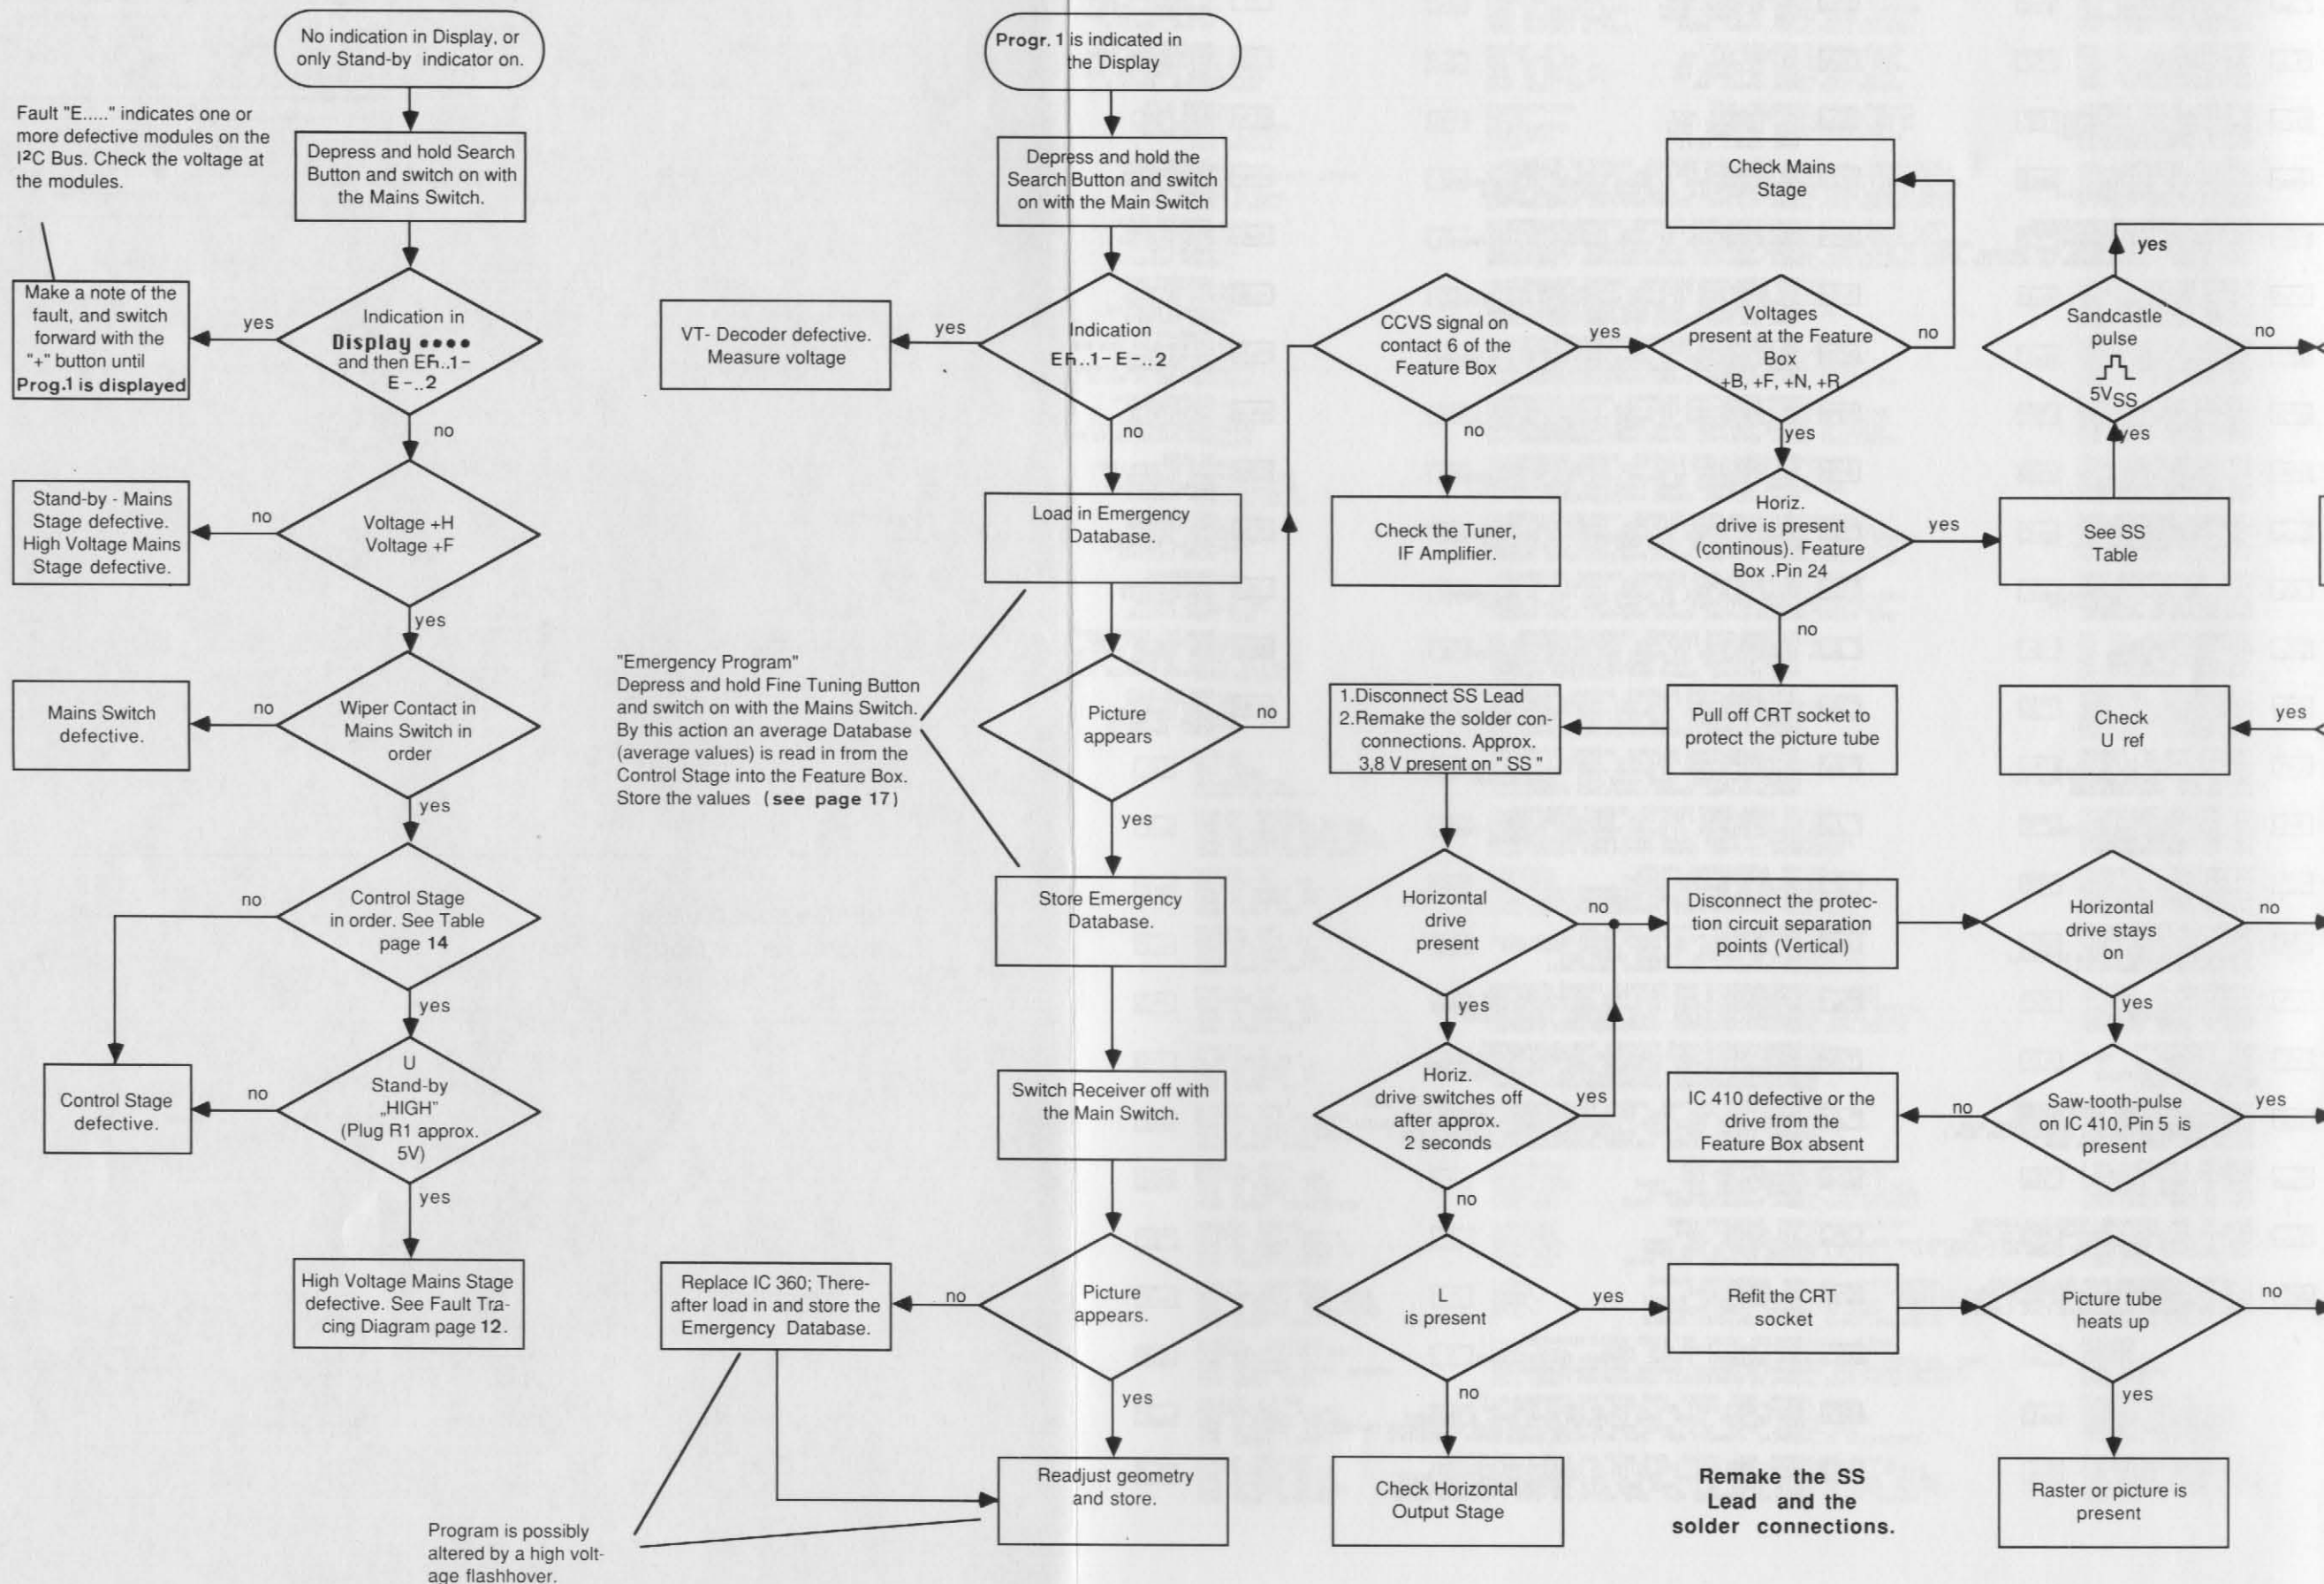 No indication in Display, or
only Stand-by indicator on.
Fault "E....." indicates one or
more defective modules on the
I²C Bus. Check the voltage at
the modules.
Depress and hold Search
Button and switch on with
the Mains Switch.
Make a note of the
fault, and switch
forward with the
"+" button until
Prog.1 is displayed
yes
Indication in
Display ••••
and then
E-..2
no
Stand-by - Mains
Stage defective.
High Voltage Mains
Stage defective.
no
Voltage +H
Voltage +F
yes
Mains Switch
defective.
no
Wiper Contact in
Mains Switch in
order
yes
no
Control Stage
in order. See Table
page 14
yes
Control Stage
defective.
no
U
Stand-by
„HIGH”
(Plug R1 approx.
5V)
yes
High Voltage Mains Stage
defective. See Fault Tra-
cing Diagram page 12.
Progr. 1 is indicated in
the Display
Depress and hold the
Search Button and switch
on with the Main Switch
VT- Decoder defective.
Measure voltage
yes
Indication
E-..2
no
Load in Emergency
Database.
"Emergency Program"
Depress and hold Fine Tuning Button
and switch on with the Mains Switch.
By this action an average Database
(average values) is read in from the
Control Stage into the Feature Box.
Store the values (see page 17)
Picture
appears
no
yes
Store Emergency
Database.
Switch Receiver off with
the Main Switch.
Replace IC 360; There-
after load in and store the
Emergency Database.
no
Picture
appears.
yes
Readjust geometry
and store.
Program is possibly
altered by a high volt-
age flashhover.
CCVS signal on
contact 6 of the
Feature Box
yes
no
Check the Tuner,
IF Amplifier.
Check Mains
Stage
Voltages
present at the Feature
Box
+B, +F, +N, +R
no
yes
Horiz.
drive is present
(continous). Feature
Box .Pin 24
yes
no
See SS
Table
yes
Sandcastle
pulse
5VSS
yes
no
1.Disconnect SS Lead
2.Remake the solder con-
connections. Approx.
3,8 V present on " SS "
Pull off CRT socket to
protect the picture tube
Check
U ref
yes
Horizontal
drive
present
no
yes
Disconnect the protec-
tion circuit separation
points (Vertical)
Horizontal
drive stays
on
no
yes
Horiz.
drive switches off
after approx.
2 seconds
yes
no
IC 410 defective or the
drive from the
Feature Box absent
no
Saw-tooth-pulse
on IC 410, Pin 5 is
present
yes
L
is present
yes
no
Refit the CRT
socket
Picture tube
heats up
no
yes
Check Horizontal
Output Stage
Remake the SS
Lead and the
solder connections.
Raster or picture is
present